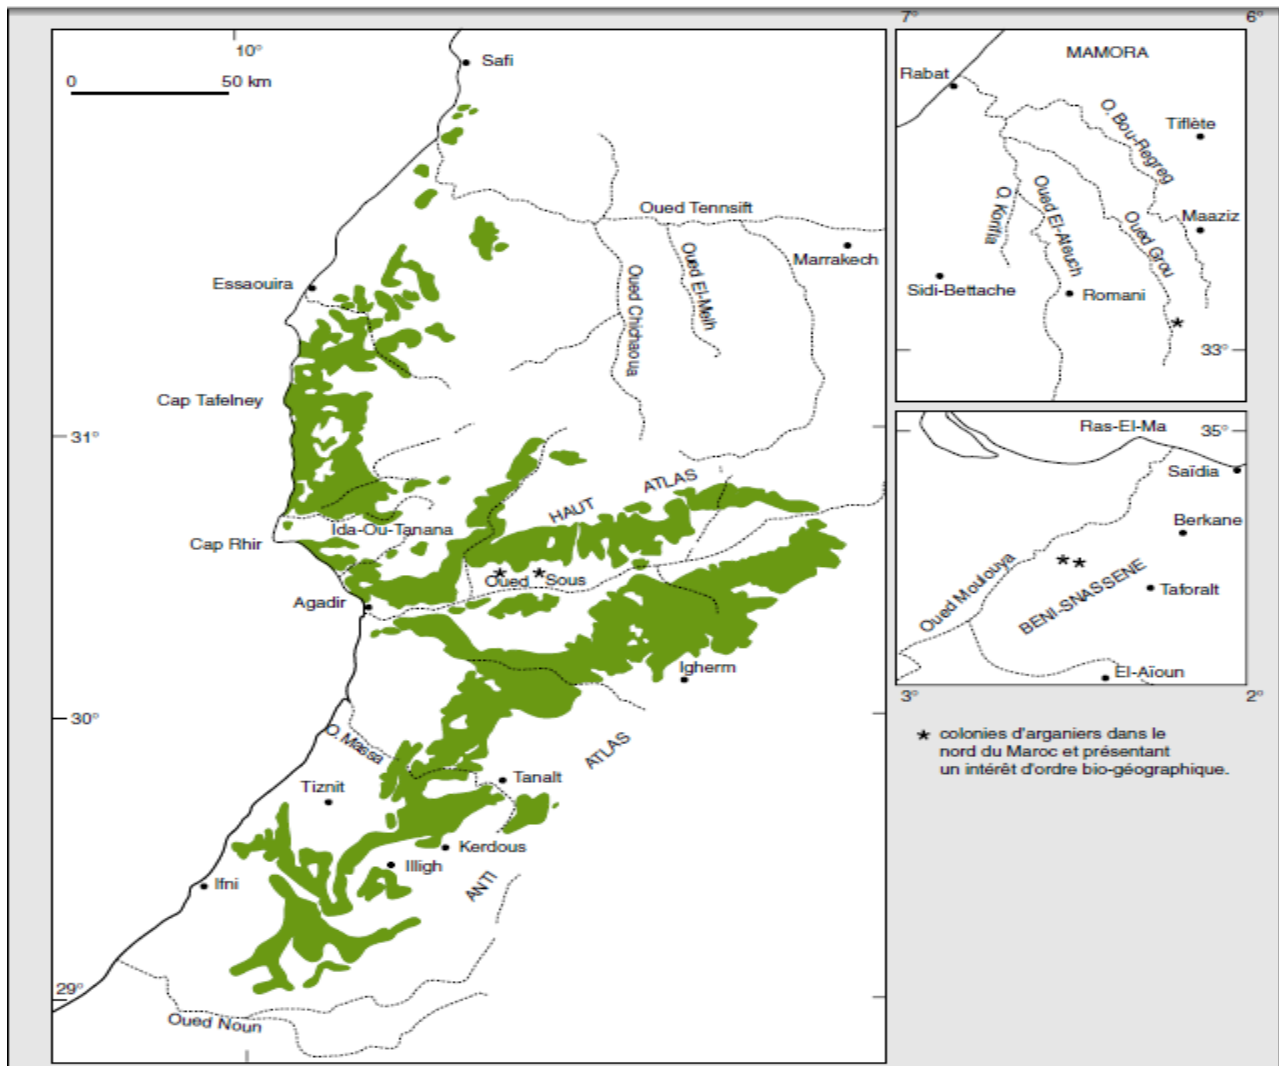 10°
0 50 km
Safi
Oued Tennsift
Marrakech
Essaouira
Oued Chichaoua
Oued El-Melh
Cap Tafelney
31°
HAUT ATLAS
Ida-Ou-Tanana
Cap Rhir
Oued Sous
Agadir
Igherm
30°
O. Massa
ANTI ATLAS
Tanalt
Tiznit
Kerdous
Illigh
Ifni
29°
Oued Noun
7° 6°
MAMORA
Rabat
O. Bou-Regreg
Tiflète
O. Korifla
Oued El-Ateuch
Oued Grou
Maaziz
Sidi-Bettache
Romani
33°
Ras-El-Ma
35°
Saïdia
Berkane
Oued Moulouya
BENI-SNASSENE
Taforalt
El-Aïoun
3° 2°
* colonies d'arganiers dans le
nord du Maroc et présentant
un intérêt d'ordre bio-géographique.